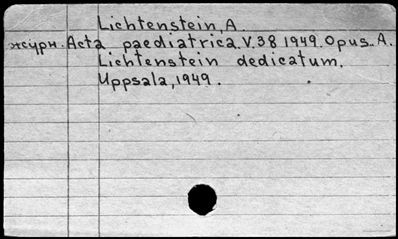 Lichtenstein, A.
журн. Acta paediatrica. V. 38 1949. Opus. A.
Lichtenstein dedicatum.
Uppsala, 1949.